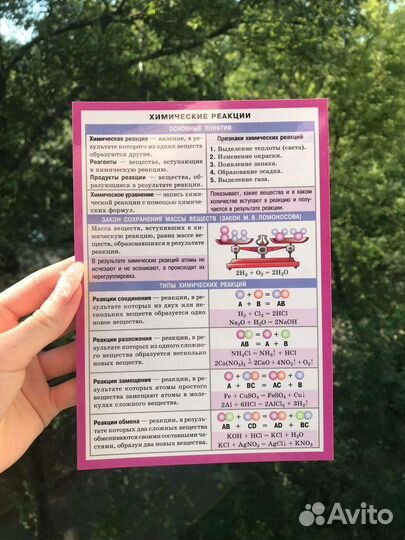 ХИМИЧЕСКИЕ РЕАКЦИИ
ОСНОВНЫЕ ПОНЯТИЯ
Химическая реакция — явление, в ре-
зультате которого из одних веществ
образуются другие.
Реагенты — вещества, вступающие
в химическую реакцию.
Продукты реакции — вещества, об-
разующиеся в результате реакции.
Признаки химических реакций
1. Выделение теплоты (света).
2. Изменение окраски.
3. Появление запаха.
4. Образование осадка.
5. Выделение газа.
Химическое уравнение — запись хими-
ческой реакции с помощью химических
формул.
Показывает, какие вещества и в каком
количестве вступают в реакцию и полу-
чаются в результате реакции.
ЗАКОН СОХРАНЕНИЯ МАССЫ ВЕЩЕСТВ (ЗАКОН М. В. ЛОМОНОСОВА)
Масса веществ, вступивших в хи-
мическую реакцию, равна массе ве-
ществ, образовавшихся в результате
реакции.
В результате химических реакций атомы не
исчезают и не возникают, а происходит их
перегруппировка.
2H₂ + O₂ = 2H₂O
ТИПЫ ХИМИЧЕСКИХ РЕАКЦИЙ
Реакции соединения — реакции, в ре-
зультате которых из двух или не-
скольких веществ образуется одно
новое вещество.
A + B = AB
H₂ + Cl₂ = 2HCl
Na₂O + H₂O = 2NaOH
Реакции разложения — реакции, в ре-
зультате которых из одного сложного
вещества образуется несколько
новых веществ.
AB = A + B
NH₄Cl = NH₃↑ + HCl
2Ca(NO₃)₂ = 2CaO + 4NO₂↑ + O₂↑
Реакции замещения — реакции, в ре-
зультате которых атомы простого
вещества замещают атомы в мо-
лекулах сложного вещества.
A + BC = AC + B
Fe + CuSO₄ = FeSO₄ + Cu↓
2Al + 6HCl = 2AlCl₃ + 3H₂↑
Реакции обмена — реакции, в резуль-
тате которых два сложных вещества
обмениваются своими составными час-
тями, образуя два новых вещества.
AB + CD = AD + BC
KOH + HCl = KCl + H₂O
KCl + AgNO₃ = AgCl↓ + KNO₃
Avito